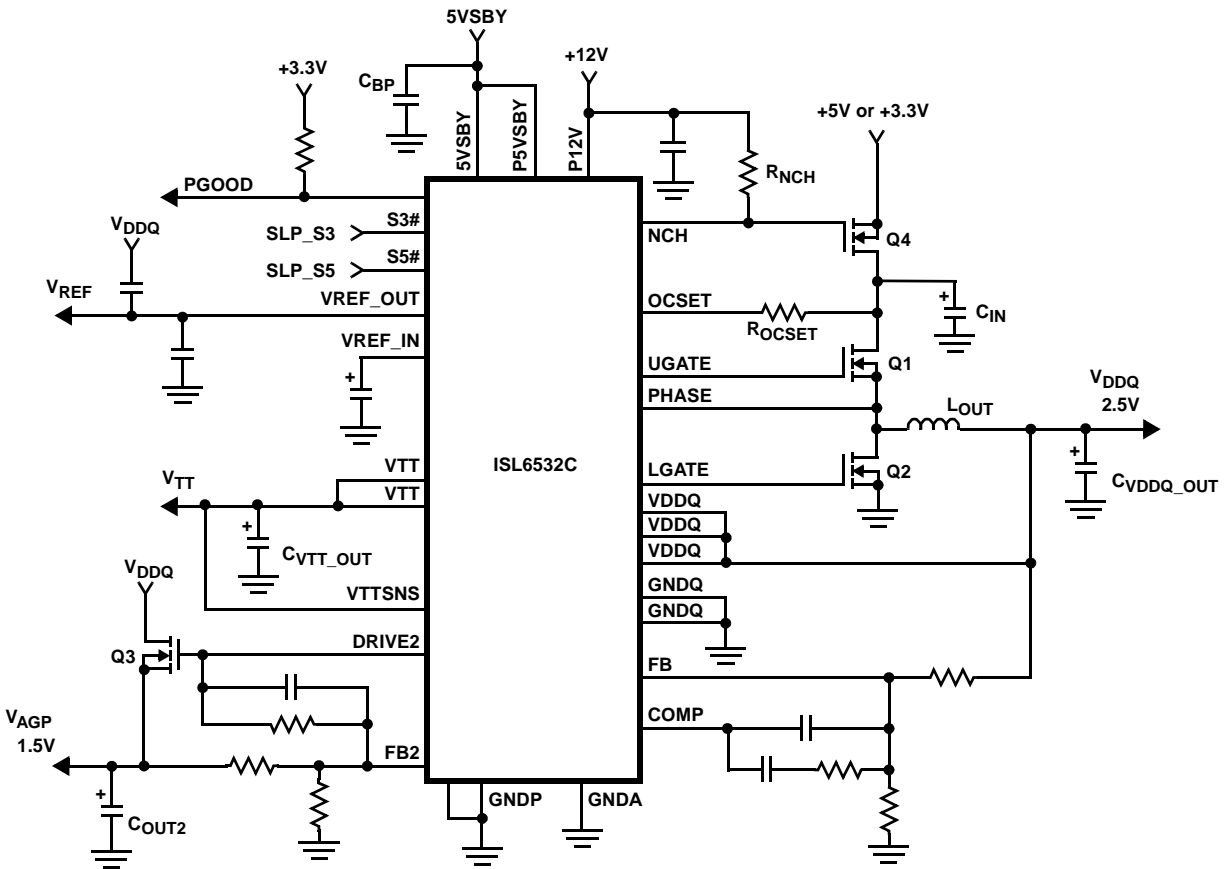 5VSBY
+12V
+3.3V
CBP
+5V or +3.3V
5VSBY
P5VSBY
P12V
RNCH
PGOOD
VDDQ
SLP_S3
S3#
NCH
Q4
SLP_S5
S5#
VREF
VREF_OUT
OCSET
ROCSET
+
CIN
VREF_IN
+
UGATE
Q1
PHASE
LOUT
VDDQ
2.5V
ISL6532C
VTT
VTT
VTT
LGATE
Q2
+
CVDDQ_OUT
+
CVTT_OUT
VDDQ
VDDQ
VDDQ
VDDQ
VTTSNS
GNDQ
GNDQ
Q3
DRIVE2
FB
VAGP
1.5V
FB2
COMP
+
COUT2
GNDP
GNDA